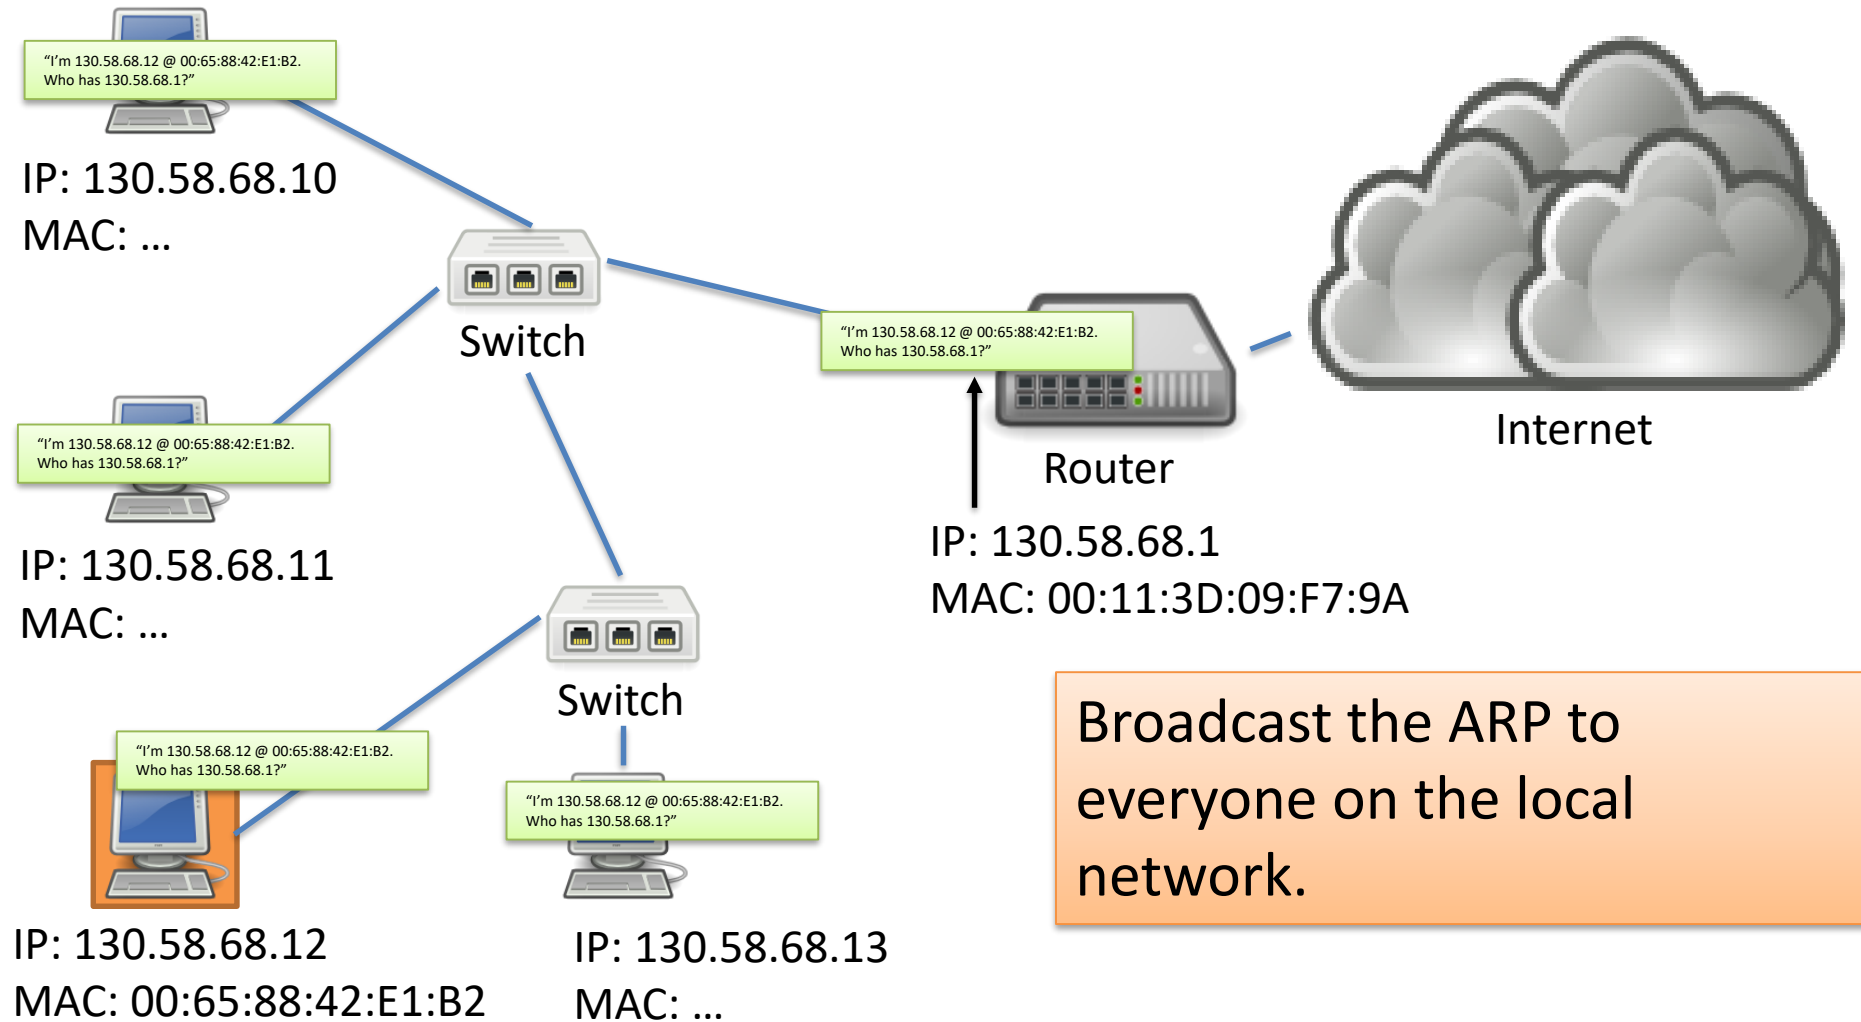 “I’m 130.58.68.12 @ 00:65:88:42:E1:B2.
Who has 130.58.68.1?”
IP: 130.58.68.10
MAC: ...
Switch
“I’m 130.58.68.12 @ 00:65:88:42:E1:B2.
Who has 130.58.68.1?”
Router
IP: 130.58.68.1
MAC: 00:11:3D:09:F7:9A
Internet
“I’m 130.58.68.12 @ 00:65:88:42:E1:B2.
Who has 130.58.68.1?”
IP: 130.58.68.11
MAC: ...
Switch
“I’m 130.58.68.12 @ 00:65:88:42:E1:B2.
Who has 130.58.68.1?”
IP: 130.58.68.12
MAC: 00:65:88:42:E1:B2
“I’m 130.58.68.12 @ 00:65:88:42:E1:B2.
Who has 130.58.68.1?”
IP: 130.58.68.13
MAC: ...
Broadcast the ARP to
everyone on the local
network.